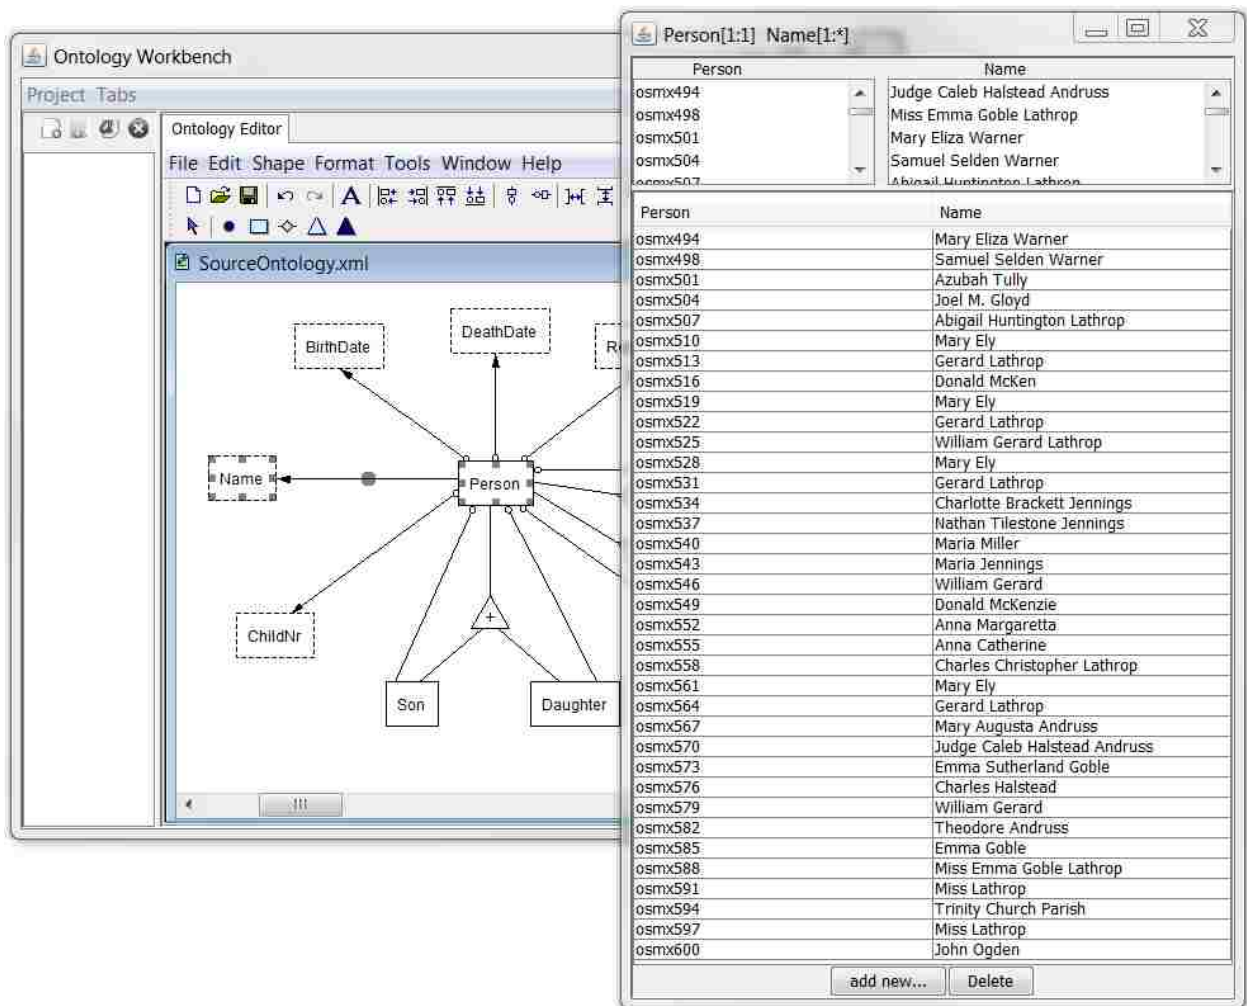 Ontology Workbench
Project Tabs
Ontology Editor
File Edit Shape Format Tools Window Help
A
SourceOntology.xml
BirthDate
DeathDate
Name
Person
ChildNr
+
Son
Daughter
Person[1:1] Name[1:*]
Person Name
osmx494 Judge Caleb Halstead Andruss
osmx498 Miss Emma Goble Lathrop
osmx501 Mary Eliza Warner
osmx504 Samuel Selden Warner
osmx507 Abigail Huntington Lathrop
Person Name
osmx494 Mary Eliza Warner
osmx498 Samuel Selden Warner
osmx501 Azubah Tully
osmx504 Joel M. Gloyd
osmx507 Abigail Huntington Lathrop
osmx510 Mary Ely
osmx513 Gerard Lathrop
osmx516 Donald McKen
osmx519 Mary Ely
osmx522 Gerard Lathrop
osmx525 William Gerard Lathrop
osmx528 Mary Ely
osmx531 Gerard Lathrop
osmx534 Charlotte Brackett Jennings
osmx537 Nathan Tilestone Jennings
osmx540 Maria Miller
osmx543 Maria Jennings
osmx546 William Gerard
osmx549 Donald McKenzie
osmx552 Anna Margaretta
osmx555 Anna Catherine
osmx558 Charles Christopher Lathrop
osmx561 Mary Ely
osmx564 Gerard Lathrop
osmx567 Mary Augusta Andruss
osmx570 Judge Caleb Halstead Andruss
osmx573 Emma Sutherland Goble
osmx576 Charles Halstead
osmx579 William Gerard
osmx582 Theodore Andruss
osmx585 Emma Goble
osmx588 Miss Emma Goble Lathrop
osmx591 Miss Lathrop
osmx594 Trinity Church Parish
osmx597 Miss Lathrop
osmx600 John Ogden
add new... Delete